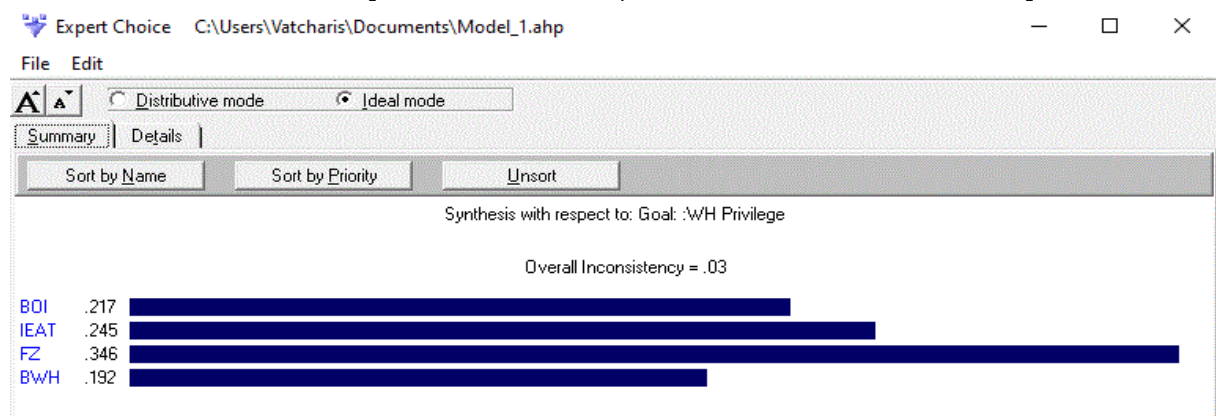 Expert Choice C:\Users\Vatcharis\Documents\Model_1.ahp
File Edit
A A Distributive mode Ideal mode
Summary Details
Sort by Name Sort by Priority Unsort
Synthesis with respect to: Goal: :WH Privilege
Overall Inconsistency = .03
BOI .217
IEAT .245
FZ .346
BWH .192